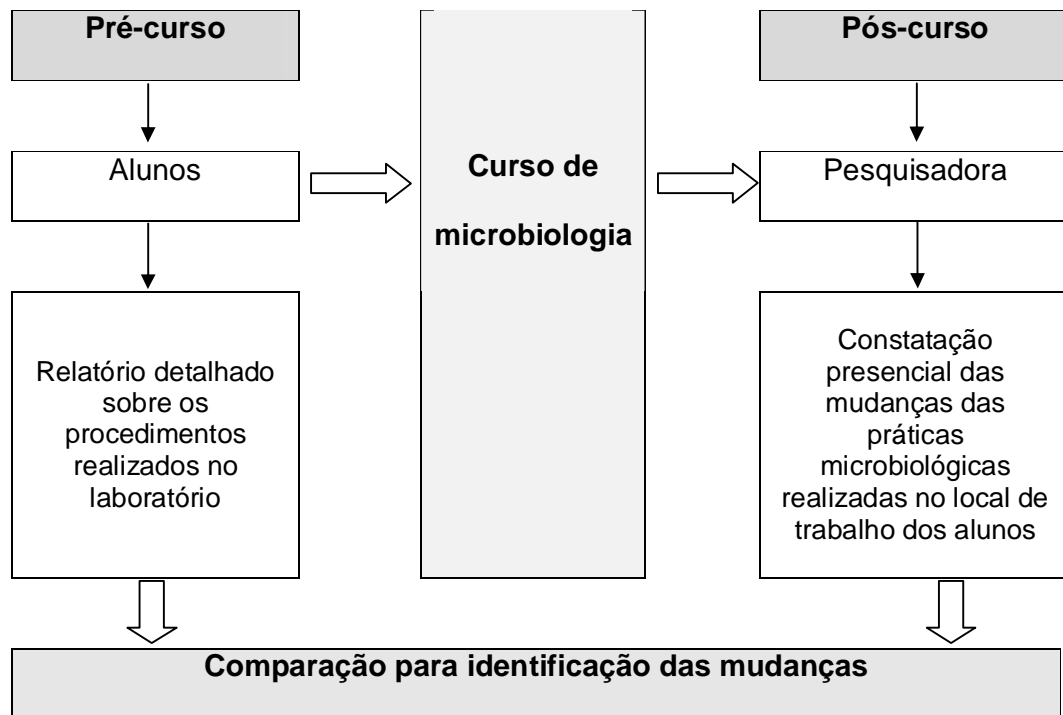 Pré-curso
Alunos
Relatório detalhado
sobre os
procedimentos
realizados no
laboratório
Curso de
microbiologia
Pós-curso
Pesquisadora
Constatação
presencial das
mudanças das
práticas
microbiológicas
realizadas no local de
trabalho dos alunos
Comparação para identificação das mudanças